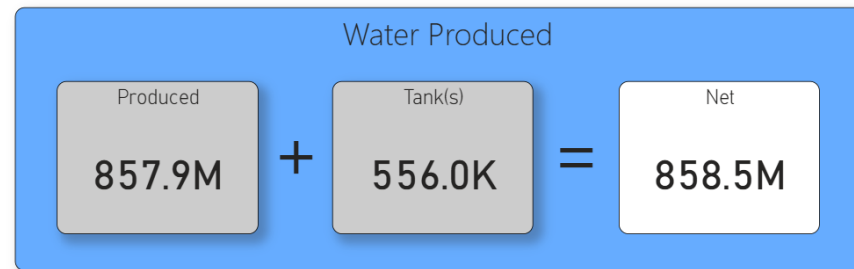 Water Produced
Produced
857.9M
+
Tank(s)
556.0K
=
Net
858.5M